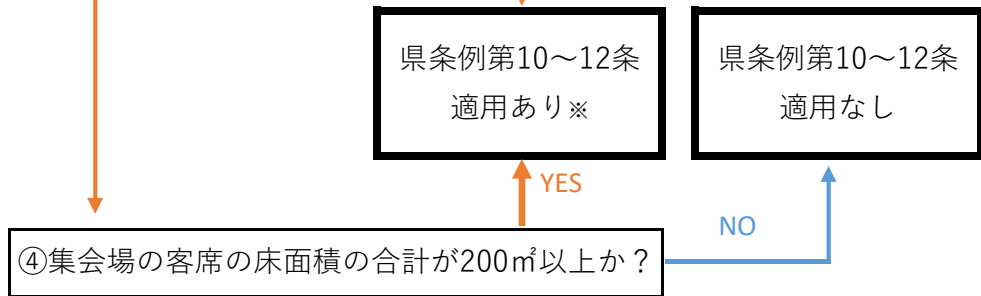 県条例第10～12条
適用あり※
県条例第10～12条
適用なし
YES
NO
④集会場の客席の床面積の合計が200㎡以上か？